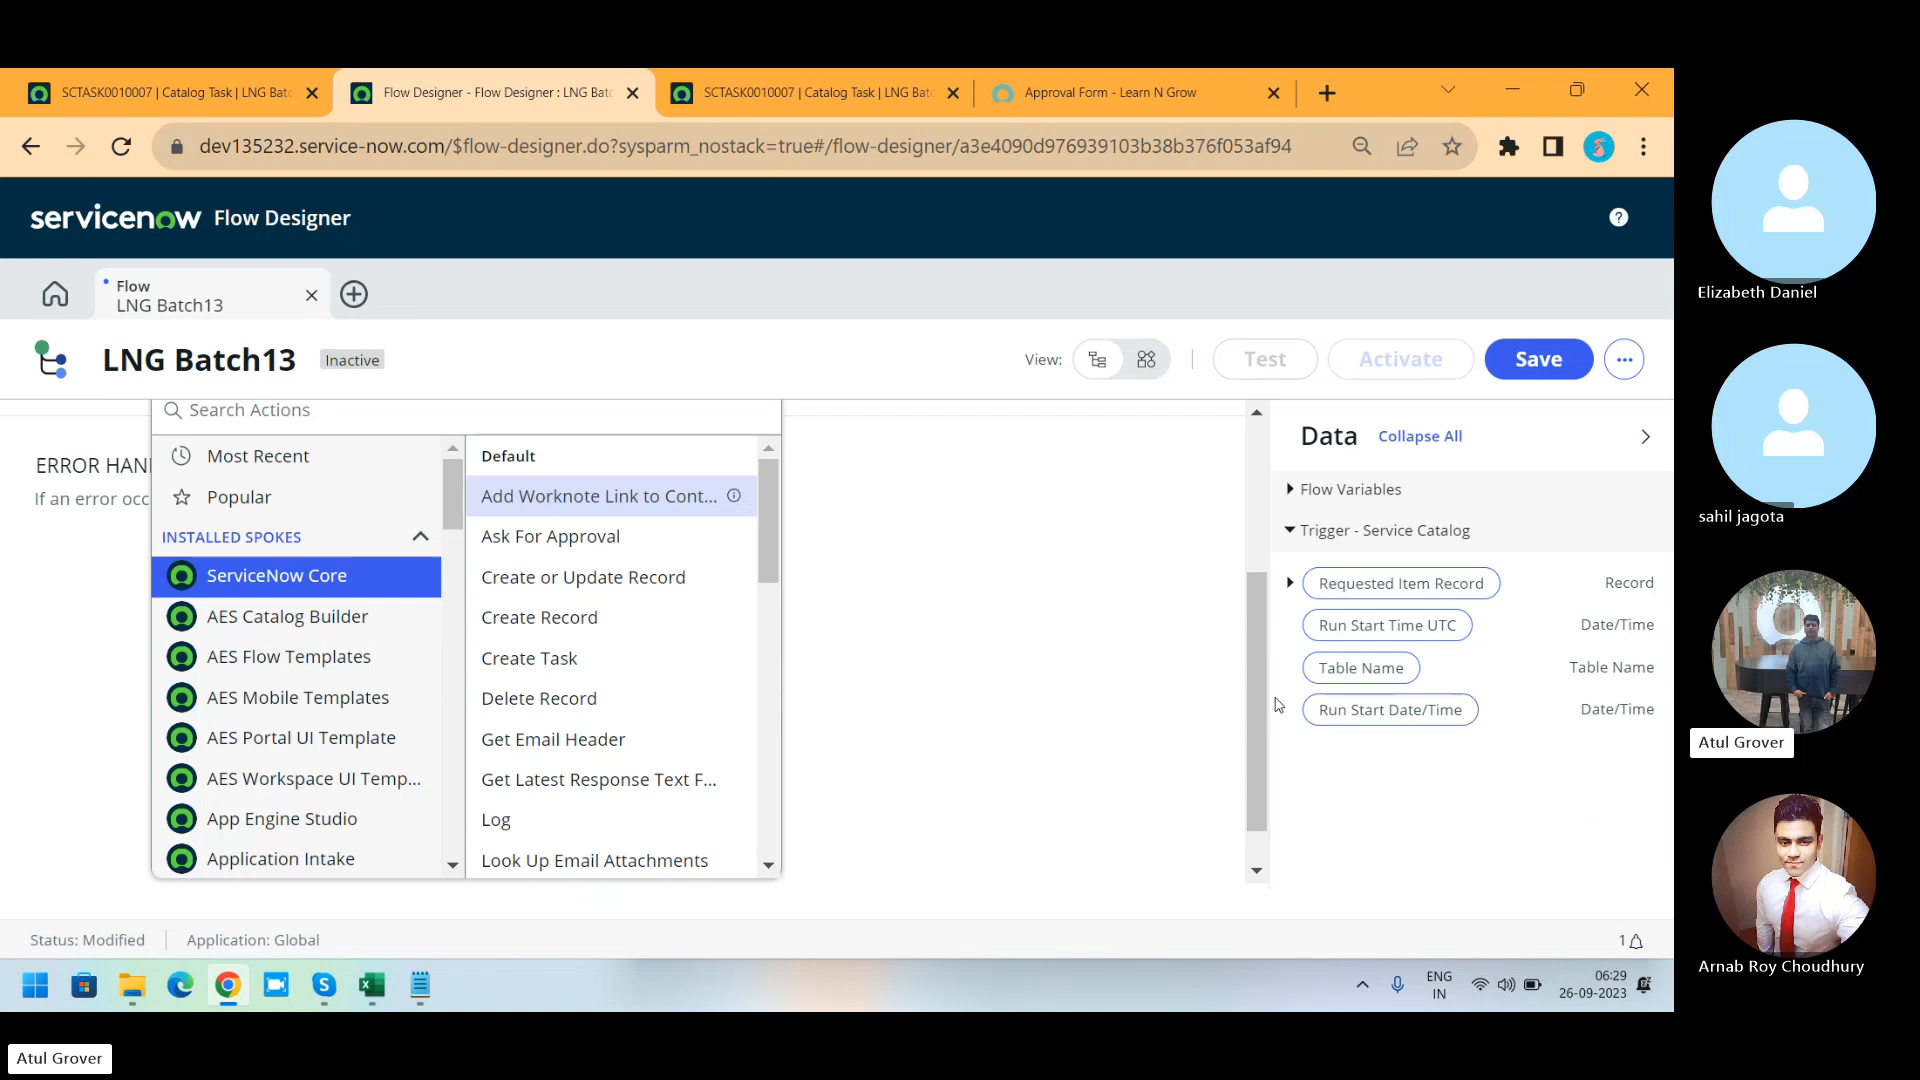 SCTASK0010007 | Catalog Task | LNG Batc
Flow Designer - Flow Designer : LNG Batc
SCTASK0010007 | Catalog Task | LNG Batc
Approval Form - Learn N Grow
dev135232.service-now.com/$flow-designer.do?sysparm_nostack=true#/flow-designer/a3e4090d976939103b38b376f053af94
servicenow Flow Designer
Flow
LNG Batch13
LNG Batch13
Inactive
View:
Test
Activate
Save
Search Actions
ERROR HAN
If an error occ
Most Recent
Popular
INSTALLED SPOKES
ServiceNow Core
AES Catalog Builder
AES Flow Templates
AES Mobile Templates
AES Portal UI Template
AES Workspace UI Temp...
App Engine Studio
Application Intake
Default
Add Worknote Link to Cont...
Ask For Approval
Create or Update Record
Create Record
Create Task
Delete Record
Get Email Header
Get Latest Response Text F...
Log
Look Up Email Attachments
Data
Collapse All
Flow Variables
Trigger - Service Catalog
Requested Item Record Record
Run Start Time UTC Date/Time
Table Name Table Name
Run Start Date/Time Date/Time
Status: Modified
Application: Global
1
ENG
IN
06:29
26-09-2023
Elizabeth Daniel
sahil jagota
Atul Grover
Arnab Roy Choudhury
Atul Grover